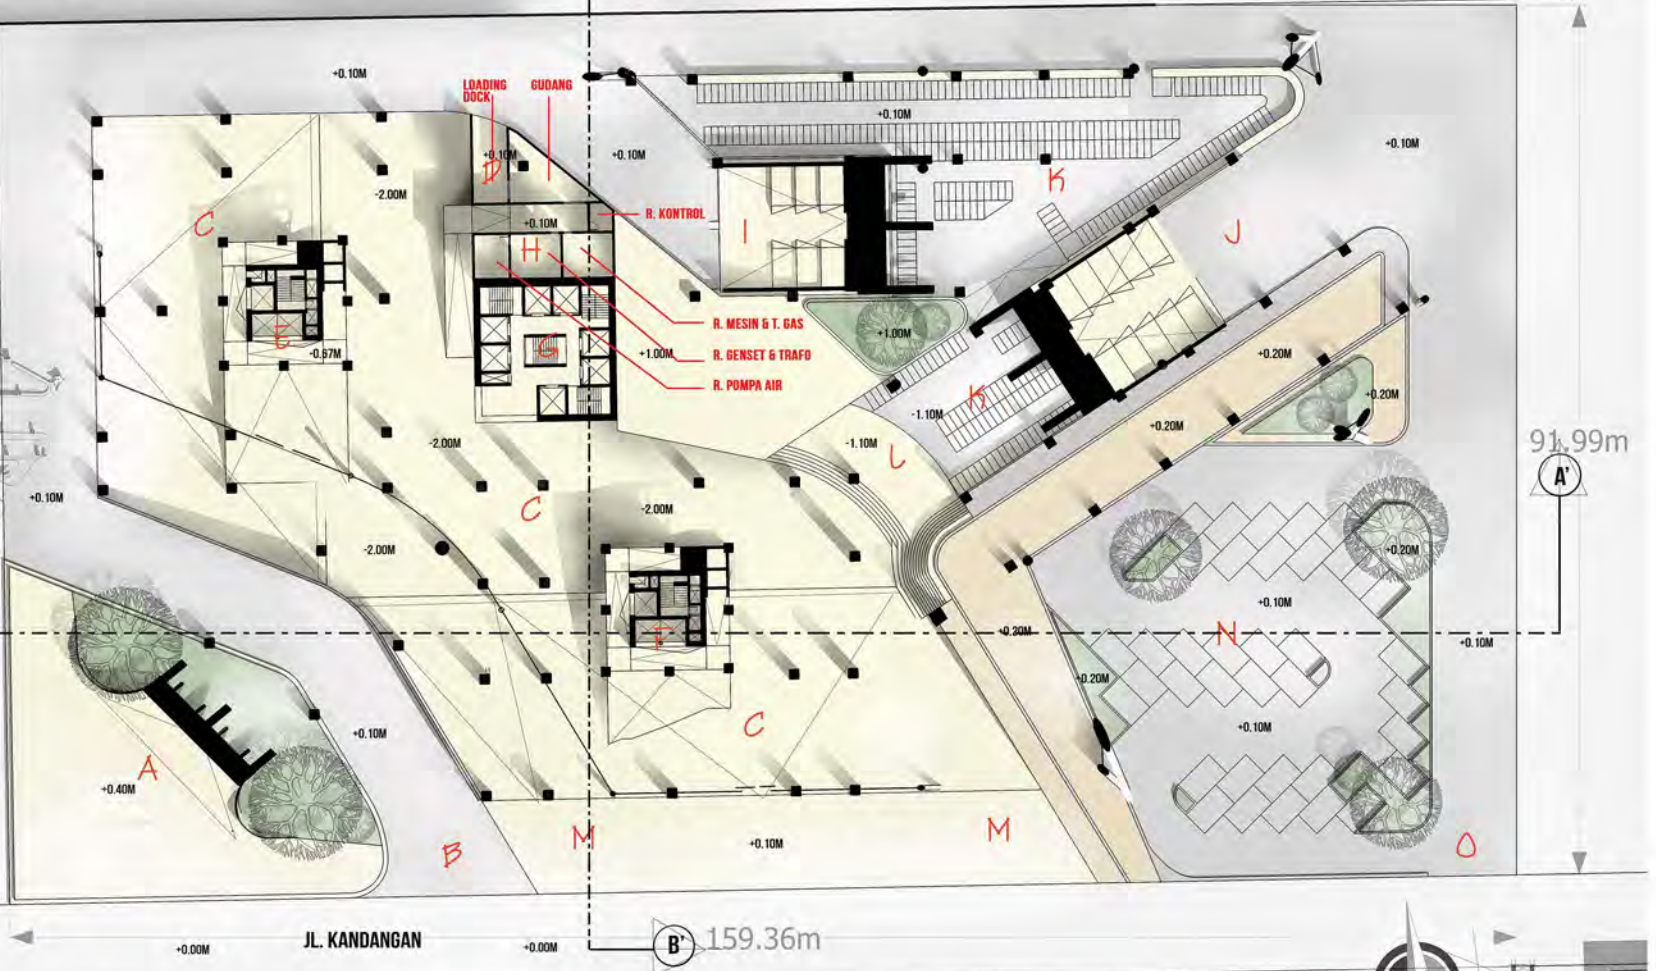 +0.10M
LOADING
DOCK
GUDANG
+0.10M
+0.10M
+0.10M
+0.10M
D
K
-2.00M
C
+0.10M
R. KONTROL
I
J
H
R. MESIN & T. GAS
+1.00M
E
-0.67M
G
+1.00M
R. GENSET & TRAFO
+0.20M
R. POMPA AIR
K
+0.20M
-1.10M
+0.20M
-2.00M
-1.10M
L
91.99m
A'
+0.10M
C
-2.00M
-2.00M
+0.20M
+0.10M
F
+0.20M
N
+0.10M
+0.20M
C
+0.10M
+0.10M
A
+0.40M
M
M
+0.10M
B
O
JL. KANDANGAN
+0.00M
+0.00M
B'
159.36m